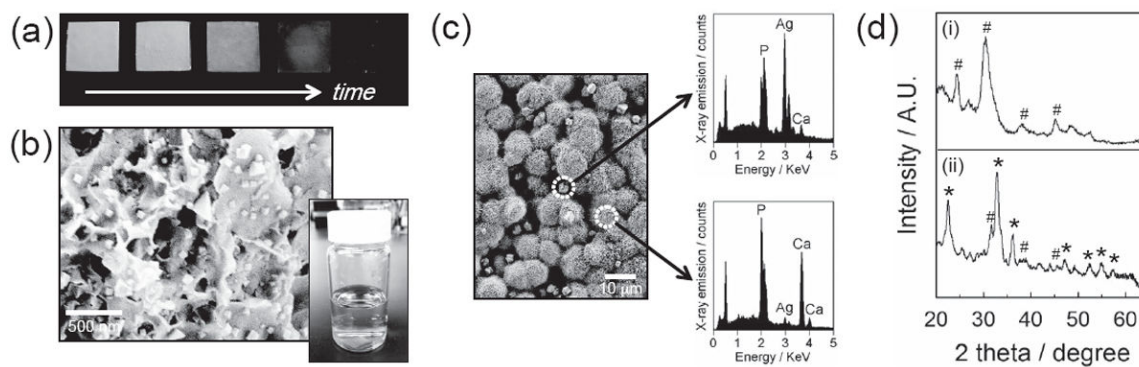 (a)
time
(b)
500 nm
(c)
10 µm
X-ray emission / counts
P
Ag
Ca
0 1 2 3 4 5
Energy / KeV
X-ray emission / counts
P
Ca
Ag
Ca
0 1 2 3 4 5
Energy / KeV
(d)
Intensity / A.U.
(i)
# # # #
(ii)
* # * * # # * * * *
20 30 40 50 60
2 theta / degree